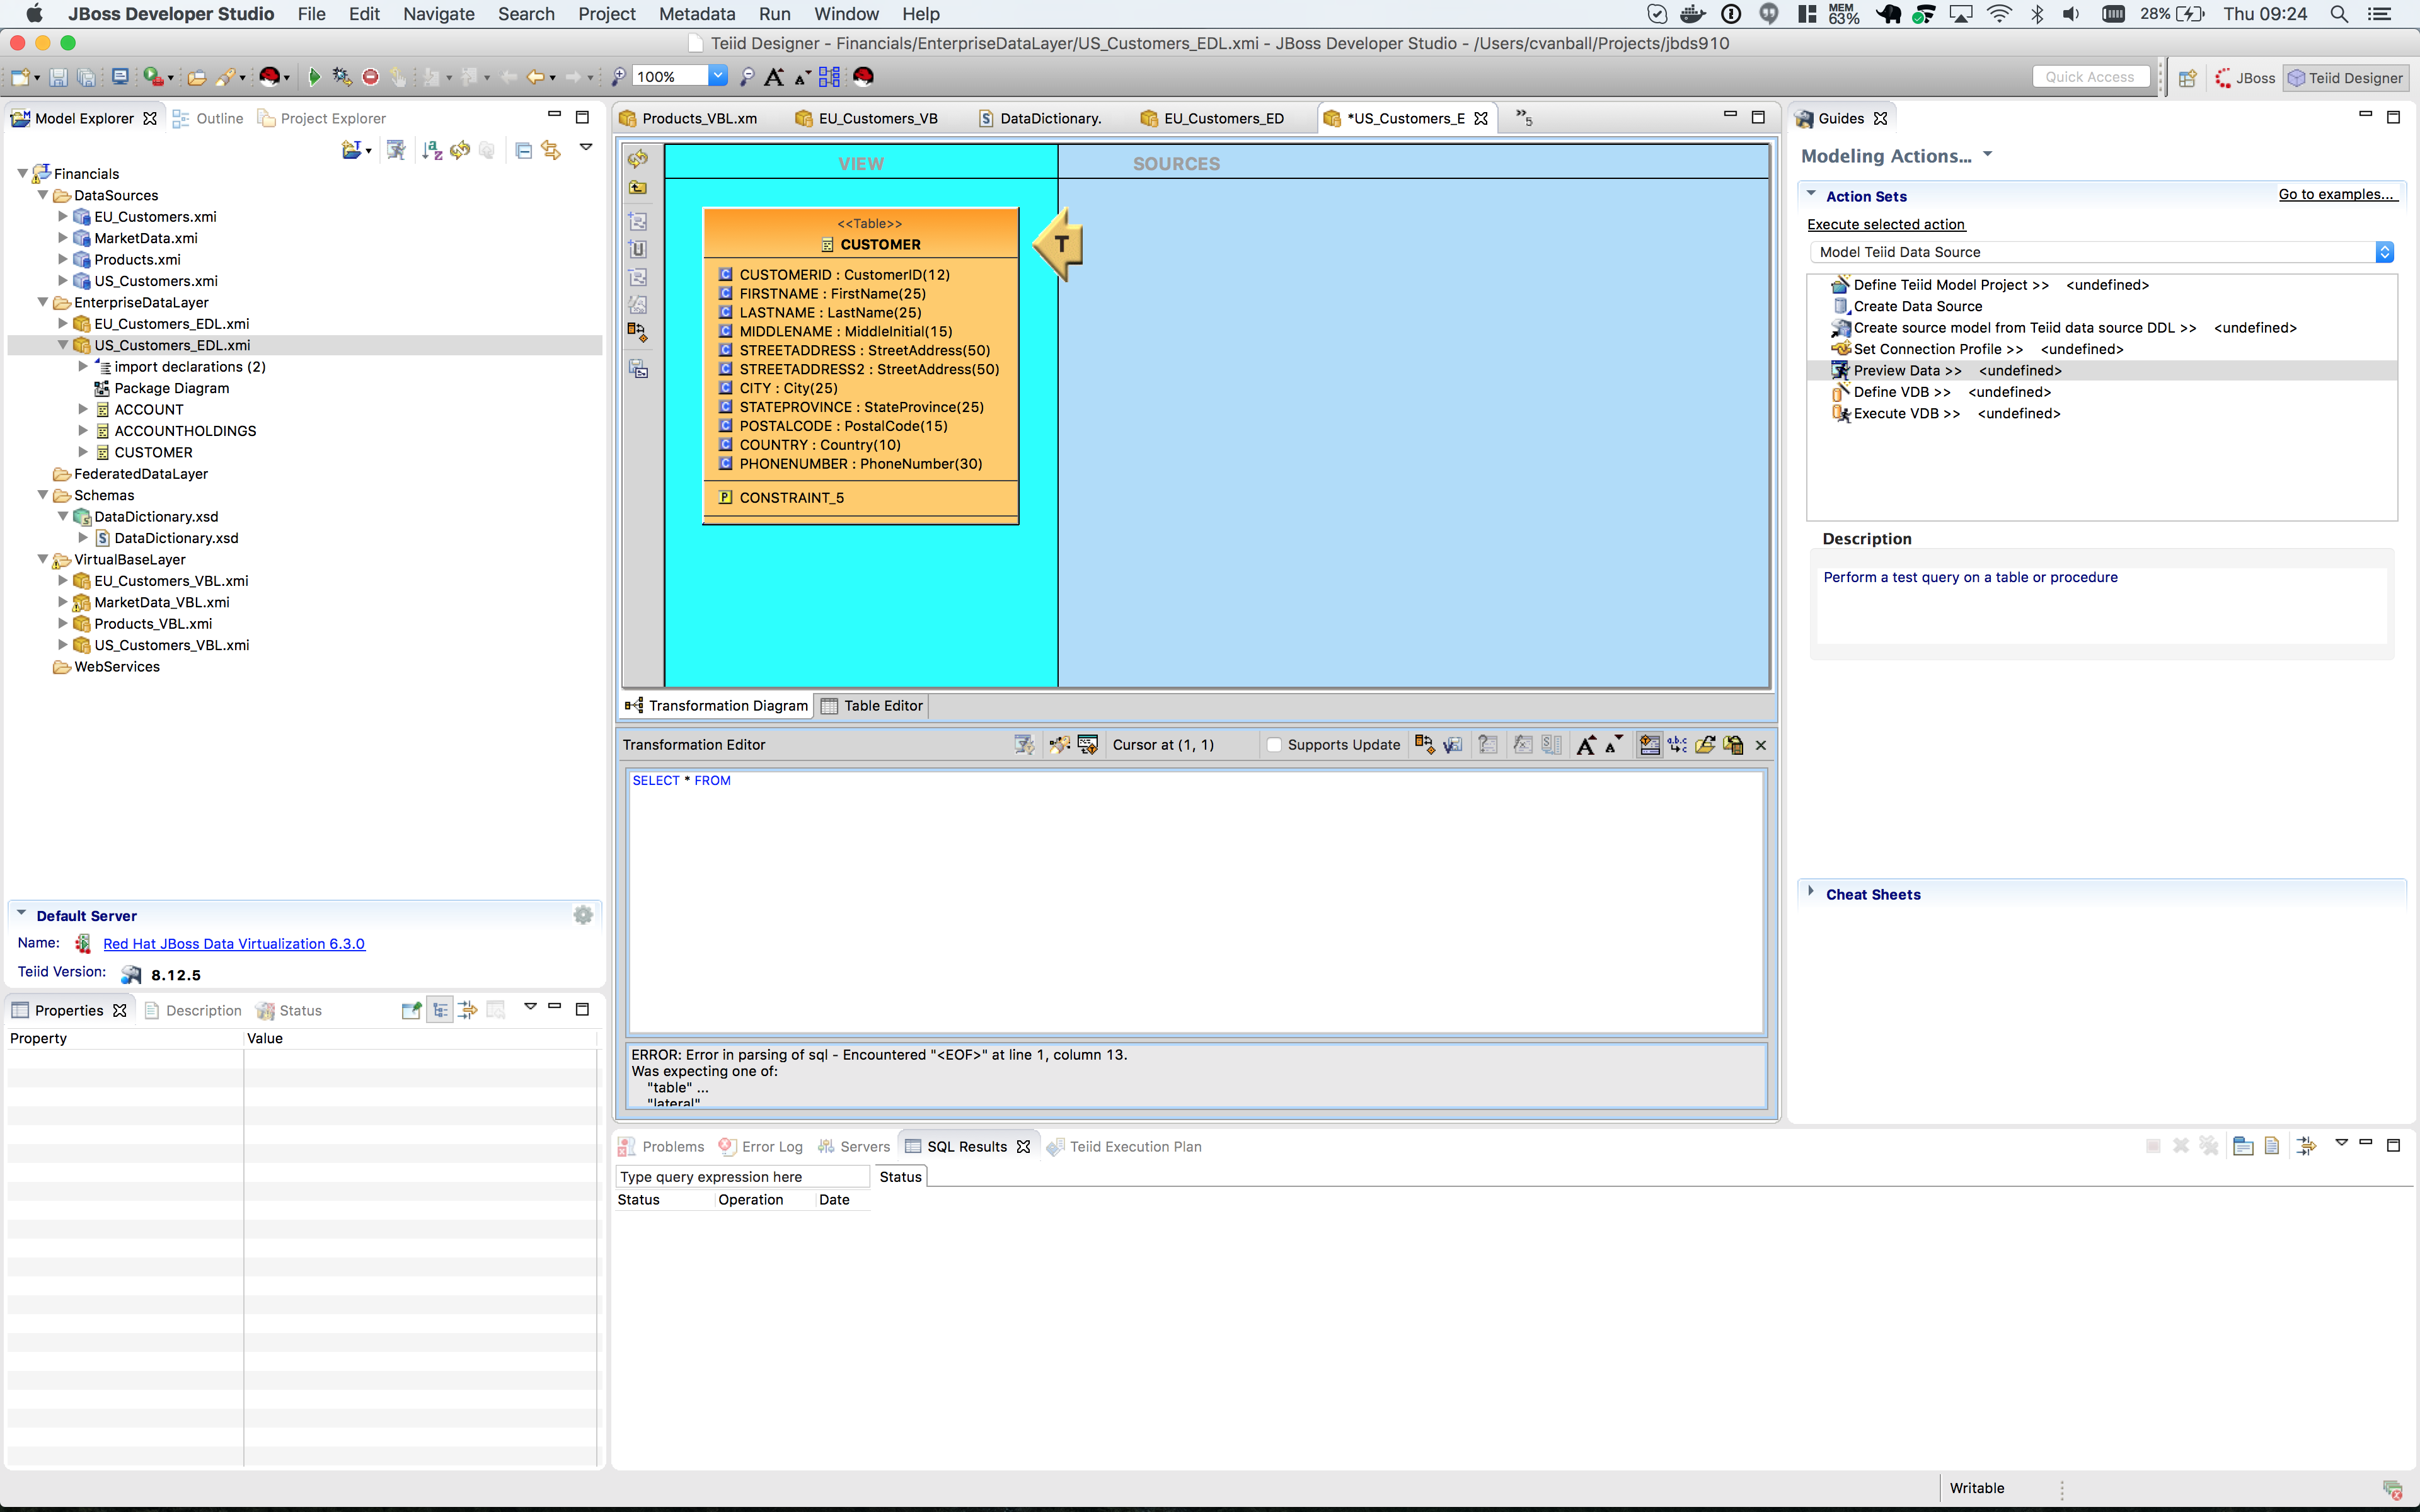 JBoss Developer Studio File Edit Navigate Search Project Metadata Run Window Help MEM 63% 28% Thu 09:24
Teiid Designer - Financials/EnterpriseDataLayer/US_Customers_EDL.xmi - JBoss Developer Studio - /Users/cvanball/Projects/jbds910
100% Quick Access JBoss Teiid Designer
Model Explorer Outline Project Explorer
Financials
DataSources
EU_Customers.xmi
MarketData.xmi
Products.xmi
US_Customers.xmi
EnterpriseDataLayer
EU_Customers_EDL.xmi
US_Customers_EDL.xmi
import declarations (2)
Package Diagram
ACCOUNT
ACCOUNTHOLDINGS
CUSTOMER
FederatedDataLayer
Schemas
DataDictionary.xsd
DataDictionary.xsd
VirtualBaseLayer
EU_Customers_VBL.xmi
MarketData_VBL.xmi
Products_VBL.xmi
US_Customers_VBL.xmi
WebServices
Default Server
Name: Red Hat JBoss Data Virtualization 6.3.0
Teiid Version: 8.12.5
Properties Description Status
Property Value
Products_VBL.xm EU_Customers_VB DataDictionary. EU_Customers_ED *US_Customers_E »5
VIEW SOURCES
<<Table>>
CUSTOMER
T
CUSTOMERID : CustomerID(12)
FIRSTNAME : FirstName(25)
LASTNAME : LastName(25)
MIDDLENAME : MiddleInitial(15)
STREETADDRESS : StreetAddress(50)
STREETADDRESS2 : StreetAddress(50)
CITY : City(25)
STATEPROVINCE : StateProvince(25)
POSTALCODE : PostalCode(15)
COUNTRY : Country(10)
PHONENUMBER : PhoneNumber(30)
CONSTRAINT_5
Transformation Diagram Table Editor
Transformation Editor Cursor at (1, 1) Supports Update
SELECT * FROM
ERROR: Error in parsing of sql - Encountered "<EOF>" at line 1, column 13.
Was expecting one of:
"table" ...
"lateral"
Problems Error Log Servers SQL Results Teiid Execution Plan
Type query expression here Status
Status Operation Date
Guides
Modeling Actions...
Action Sets Go to examples...
Execute selected action
Model Teiid Data Source
Define Teiid Model Project >> <undefined>
Create Data Source
Create source model from Teiid data source DDL >> <undefined>
Set Connection Profile >> <undefined>
Preview Data >> <undefined>
Define VDB >> <undefined>
Execute VDB >> <undefined>
Description
Perform a test query on a table or procedure
Cheat Sheets
Writable